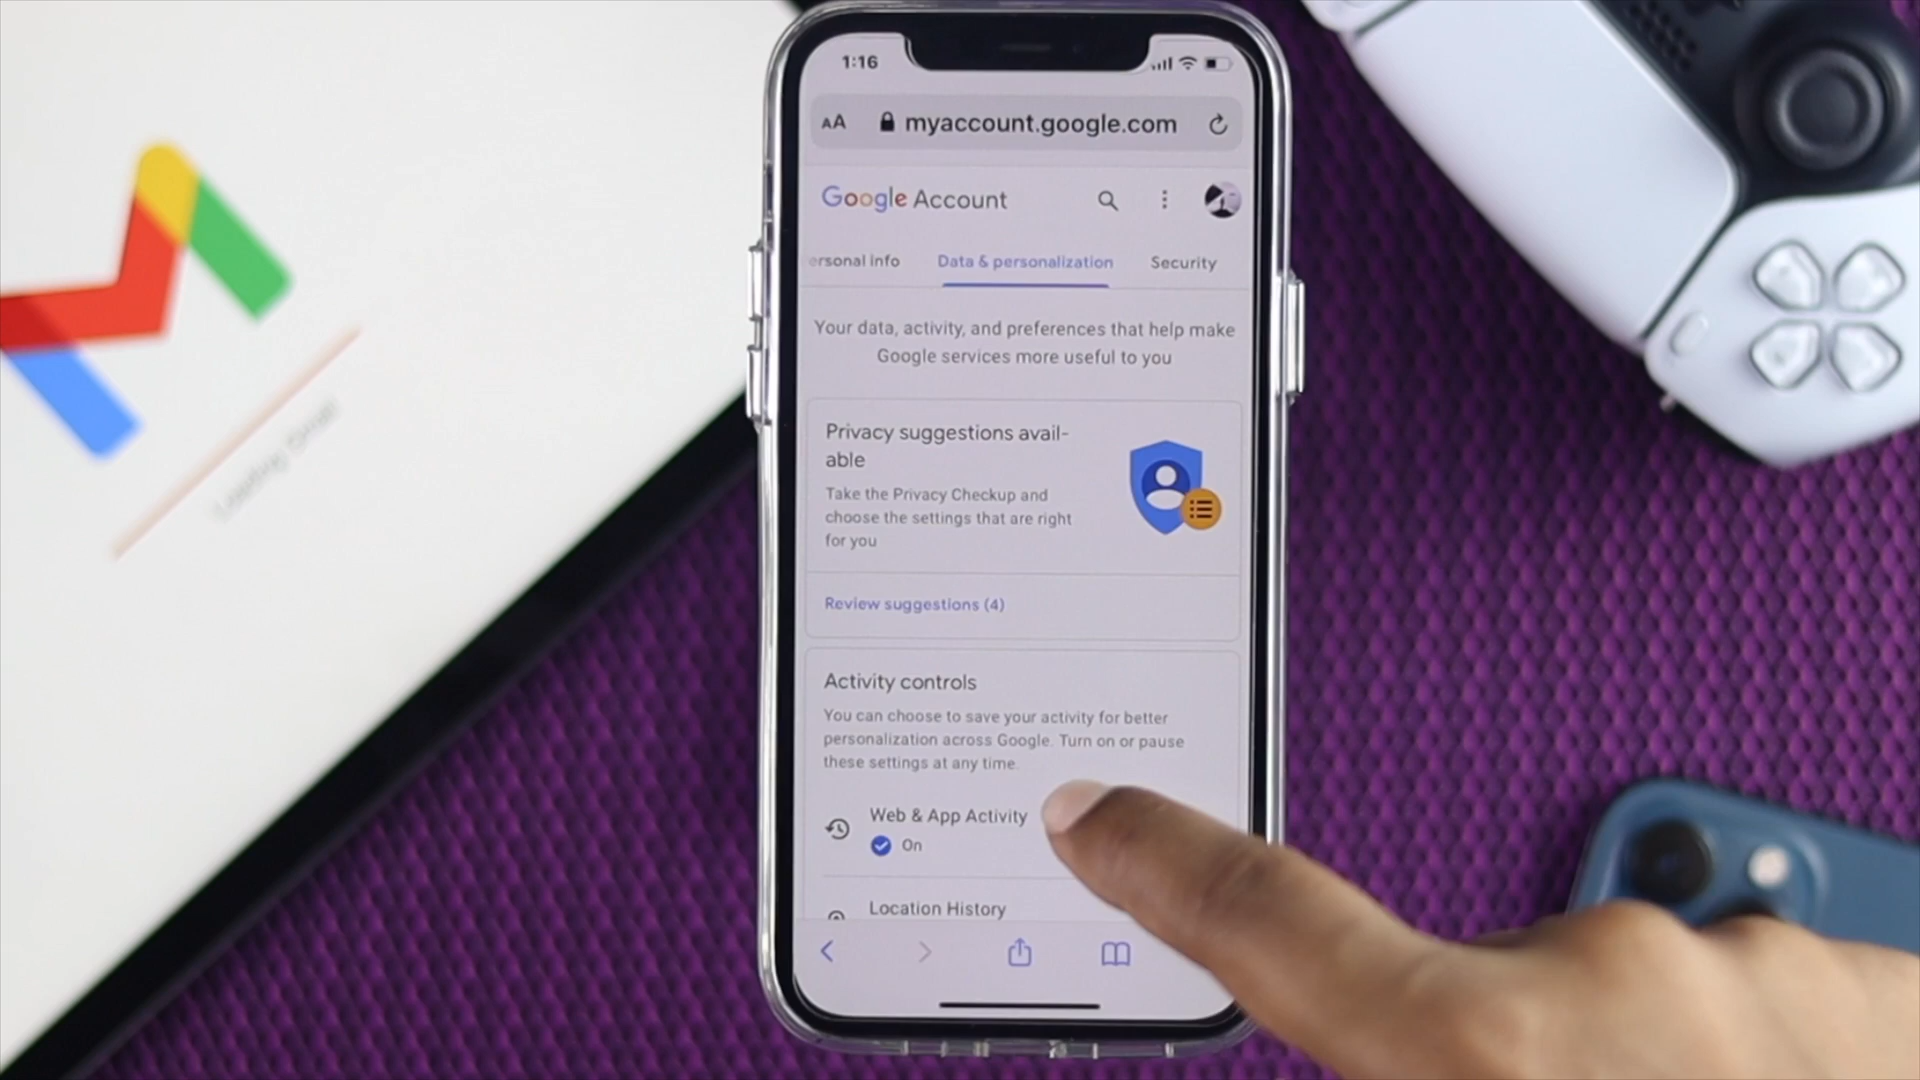 1:16
AA myaccount.google.com
Google Account
ersonal info Data & personalization Security
Your data, activity, and preferences that help make
Google services more useful to you
Privacy suggestions avail-
able
Take the Privacy Checkup and
choose the settings that are right
for you
Review suggestions (4)
Activity controls
You can choose to save your activity for better
personalization across Google. Turn on or pause
these settings at any time.
Web & App Activity
On
Location History
Loading Gmail